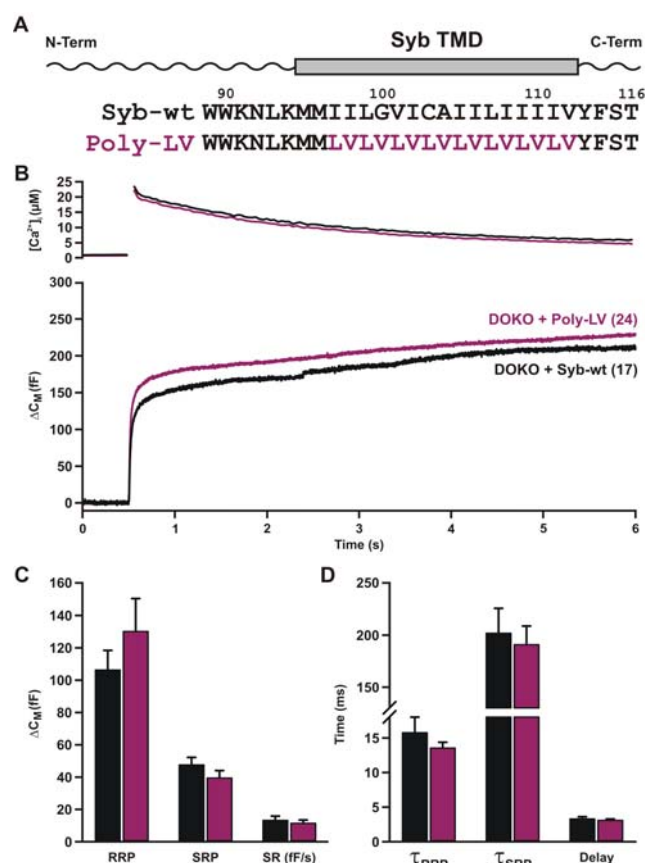 A
N-Term Syb TMD C-Term
90 100 110 116
Syb-wt WWKNLKMMIILGVICAIILIIIIVYFST
Poly-LV WWKNLKMMLVLVLVLVLVLVLVLVYFST
B
[Ca²⁺]ᵢ (µM)
25
20
15
10
5
0
ΔCM (fF)
300
250
200
150
100
50
0
DOKO + Poly-LV (24)
DOKO + Syb-wt (17)
0 1 2 3 4 5 6
Time (s)
C
ΔCM (fF)
160
140
120
100
80
60
40
20
0
RRP SRP SR (fF/s)
D
Time (ms)
250
200
150
15
10
5
0
τRRP τSRP Delay